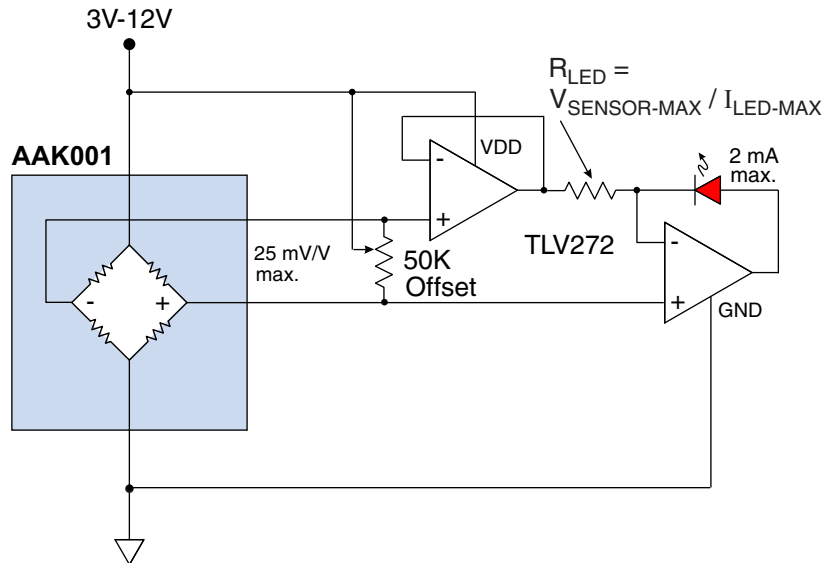 3V-12V
R_LED =
V_SENSOR-MAX / I_LED-MAX
AAK001
VDD
2 mA
max.
-
+
TLV272
25 mV/V
max.
50K
Offset
-
+
-
+
GND